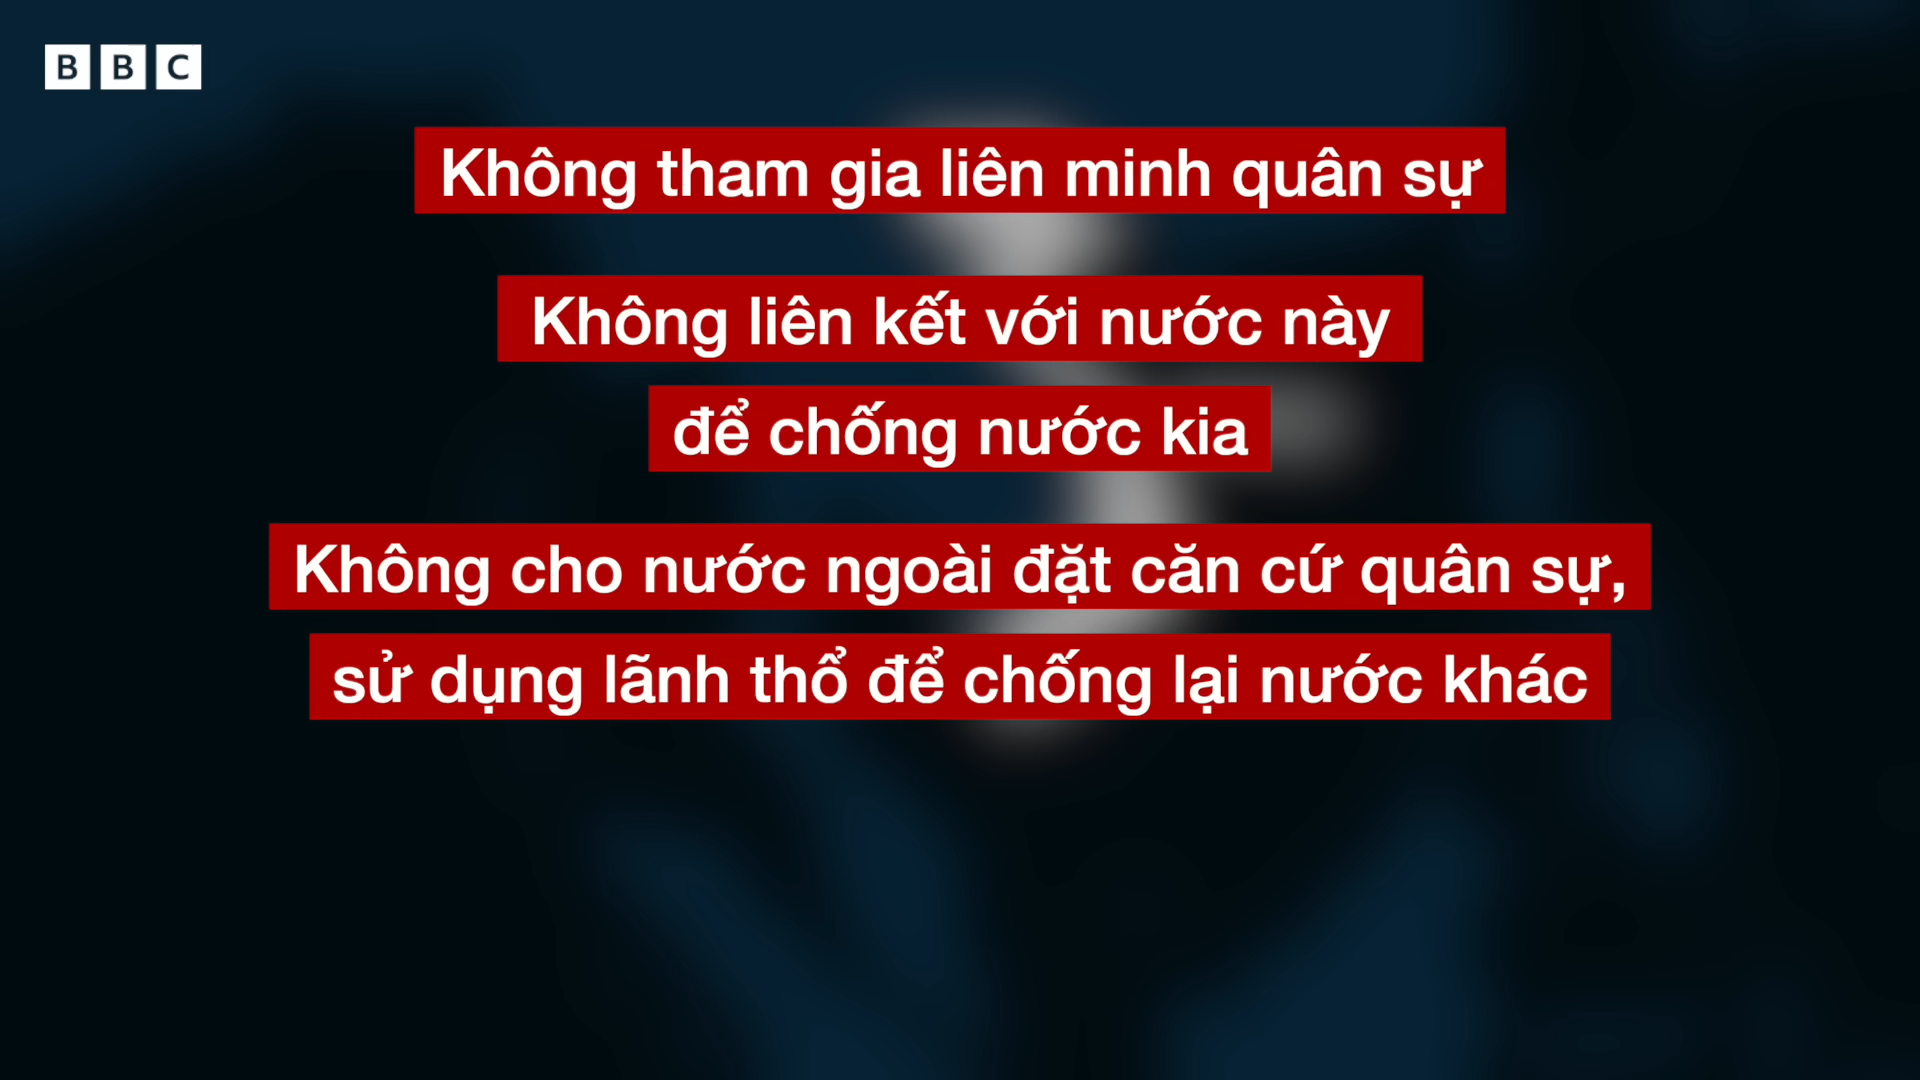 BBC
Không tham gia liên minh quân sự
Không liên kết với nước này
để chống nước kia
Không cho nước ngoài đặt căn cứ quân sự,
sử dụng lãnh thổ để chống lại nước khác